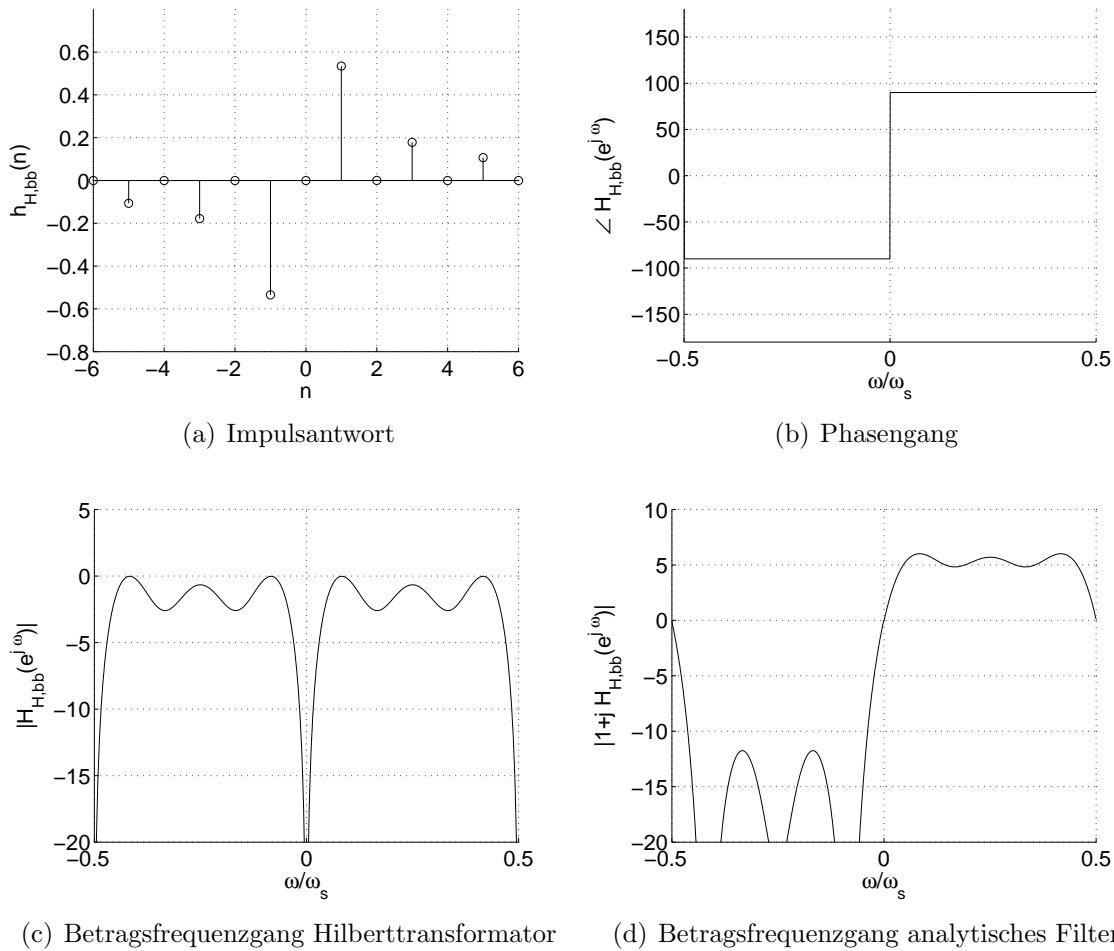 0.6
0.4
0.2
0
−0.2
−0.4
−0.6
−0.8
h_{H,bb}(n)
−6 −4 −2 0 2 4 6
n
(a) Impulsantwort
150
100
50
0
−50
−100
−150
∠ H_{H,bb}(e^{j ω})
−0.5 0 0.5
ω/ω_s
(b) Phasengang
5
0
−5
−10
−15
−20
|H_{H,bb}(e^{j ω})|
−0.5 0 0.5
ω/ω_s
(c) Betragsfrequenzgang Hilberttransformator
10
5
0
−5
−10
−15
−20
|1+j H_{H,bb}(e^{j ω})|
−0.5 0 0.5
ω/ω_s
(d) Betragsfrequenzgang analytisches Filter